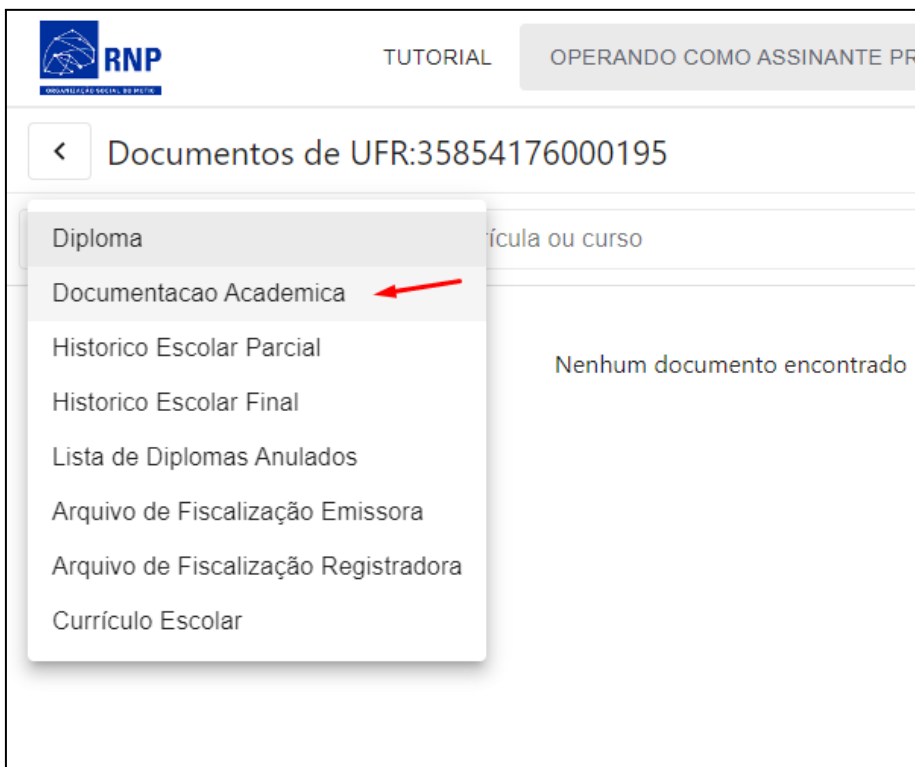 RNP
TUTORIAL
OPERANDO COMO ASSINANTE PR
Documentos de UFR:35854176000195
Diploma
ícula ou curso
Documentacao Academica
Historico Escolar Parcial
Nenhum documento encontrado
Historico Escolar Final
Lista de Diplomas Anulados
Arquivo de Fiscalização Emissora
Arquivo de Fiscalização Registradora
Currículo Escolar